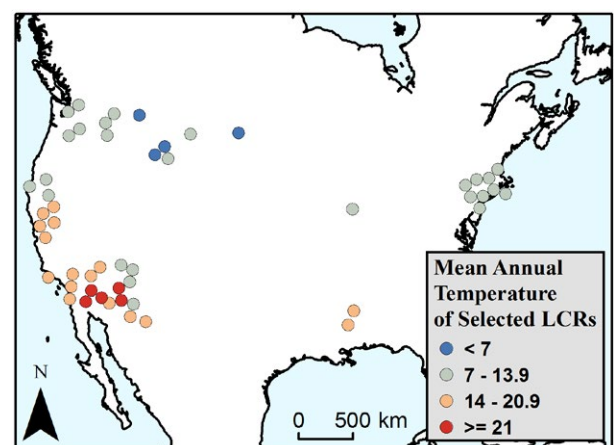 Mean Annual
Temperature
of Selected LCRs
< 7
7 - 13.9
14 - 20.9
>= 21
N
0 500 km